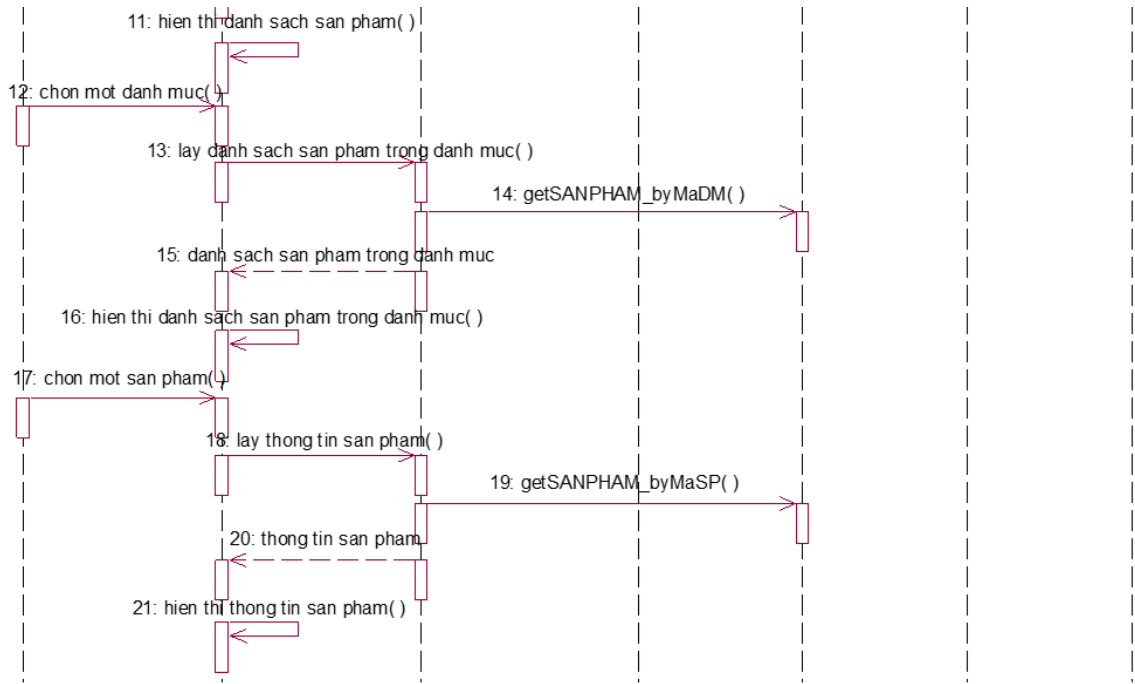 11: hien thi danh sach san pham( )
12: chon mot danh muc( )
13: lay danh sach san pham trong danh muc( )
14: getSANPHAM_byMaDM( )
15: danh sach san pham trong danh muc
16: hien thi danh sach san pham trong danh muc( )
17: chon mot san pham( )
18: lay thong tin san pham( )
19: getSANPHAM_byMaSP( )
20: thong tin san pham
21: hien thi thong tin san pham( )